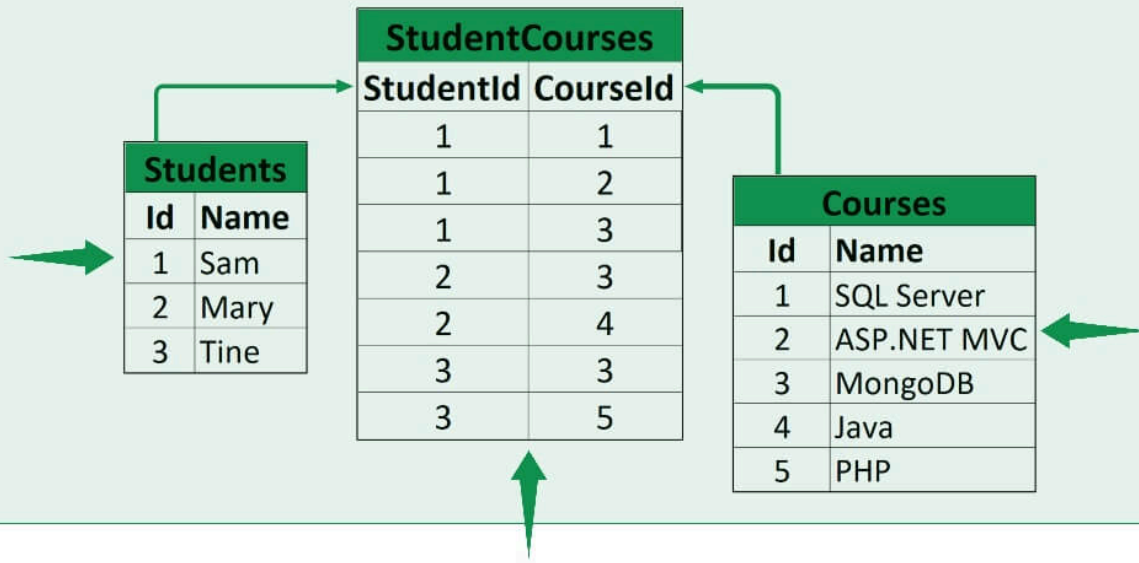 StudentCourses
StudentId CourseId
1 1
1 2
1 3
2 3
2 4
3 3
3 5
Students
Id Name
1 Sam
2 Mary
3 Tine
Courses
Id Name
1 SQL Server
2 ASP.NET MVC
3 MongoDB
4 Java
5 PHP